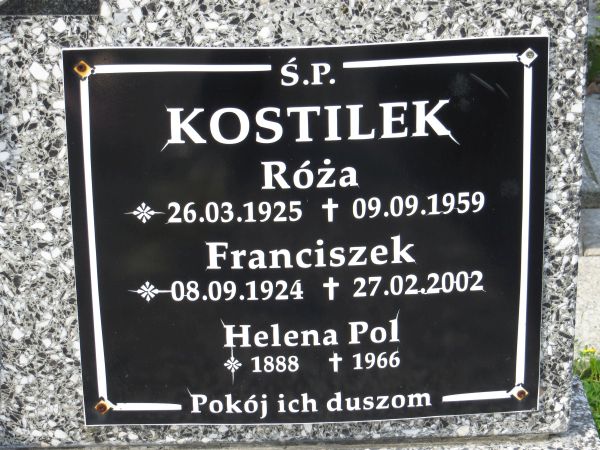 Ś.P.
KOSTILEK
Róża
26.03.1925 ✝ 09.09.1959
Franciszek
08.09.1924 ✝ 27.02.2002
Helena Pol
1888 ✝ 1966
Pokój ich duszom